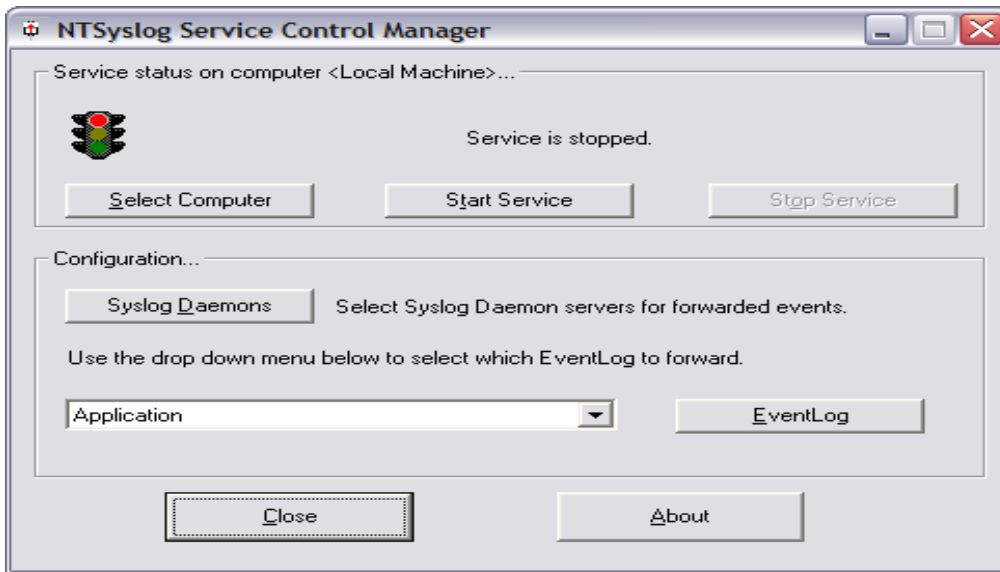 NTSyslog Service Control Manager
Service status on computer <Local Machine>...
Service is stopped.
Select Computer
Start Service
Stop Service
Configuration...
Syslog Daemons
Select Syslog Daemon servers for forwarded events.
Use the drop down menu below to select which EventLog to forward.
Application
EventLog
Close
About